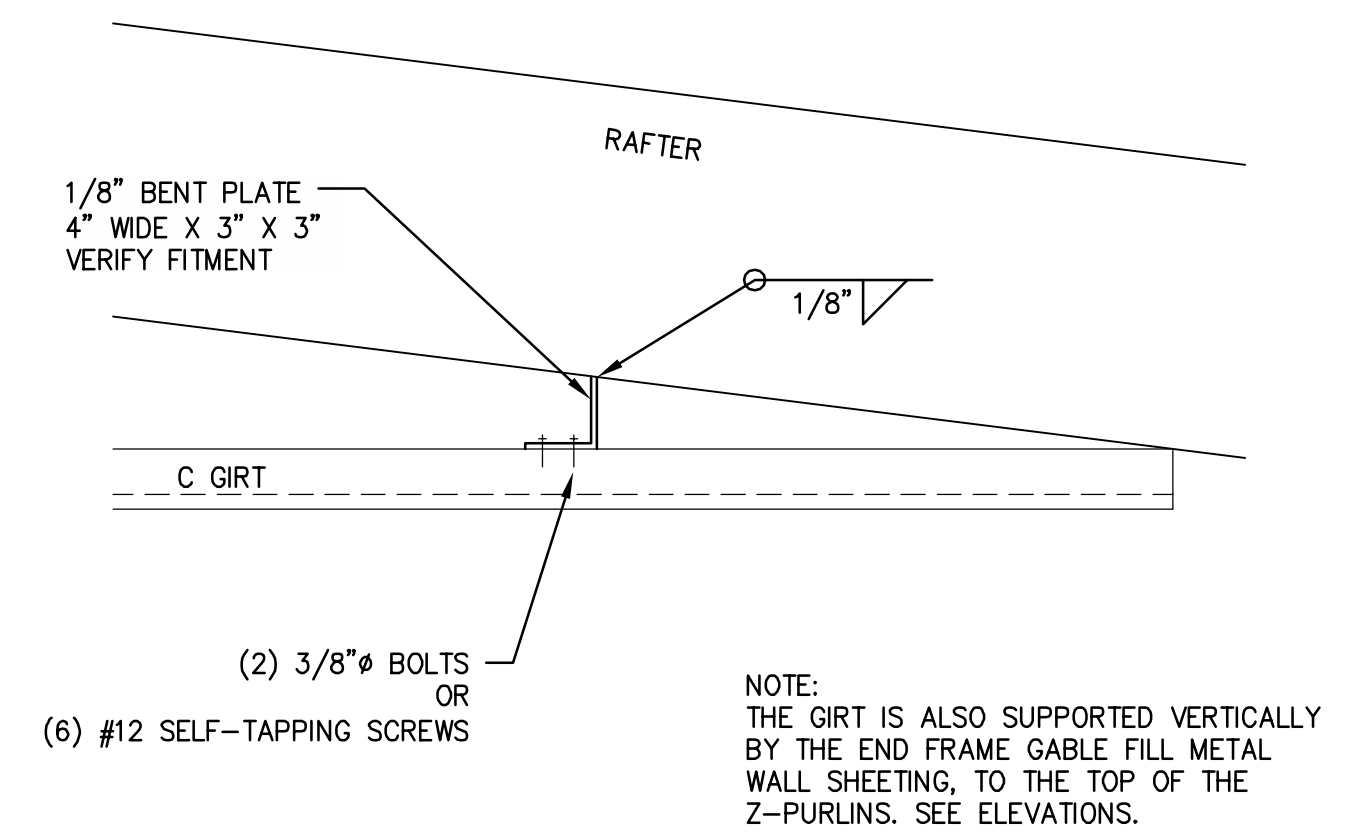 RAFTER
1/8" BENT PLATE
4" WIDE X 3" X 3"
VERIFY FITMENT
1/8"
C GIRT
(2) 3/8"ø BOLTS
OR
(6) #12 SELF-TAPPING SCREWS
NOTE:
THE GIRT IS ALSO SUPPORTED VERTICALLY
BY THE END FRAME GABLE FILL METAL
WALL SHEETING, TO THE TOP OF THE
Z-PURLINS. SEE ELEVATIONS.